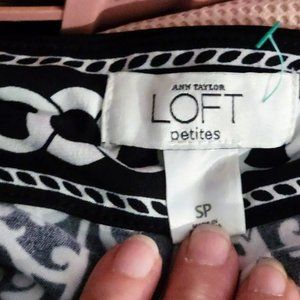 ANN TAYLOR
LOFT
petites
SP